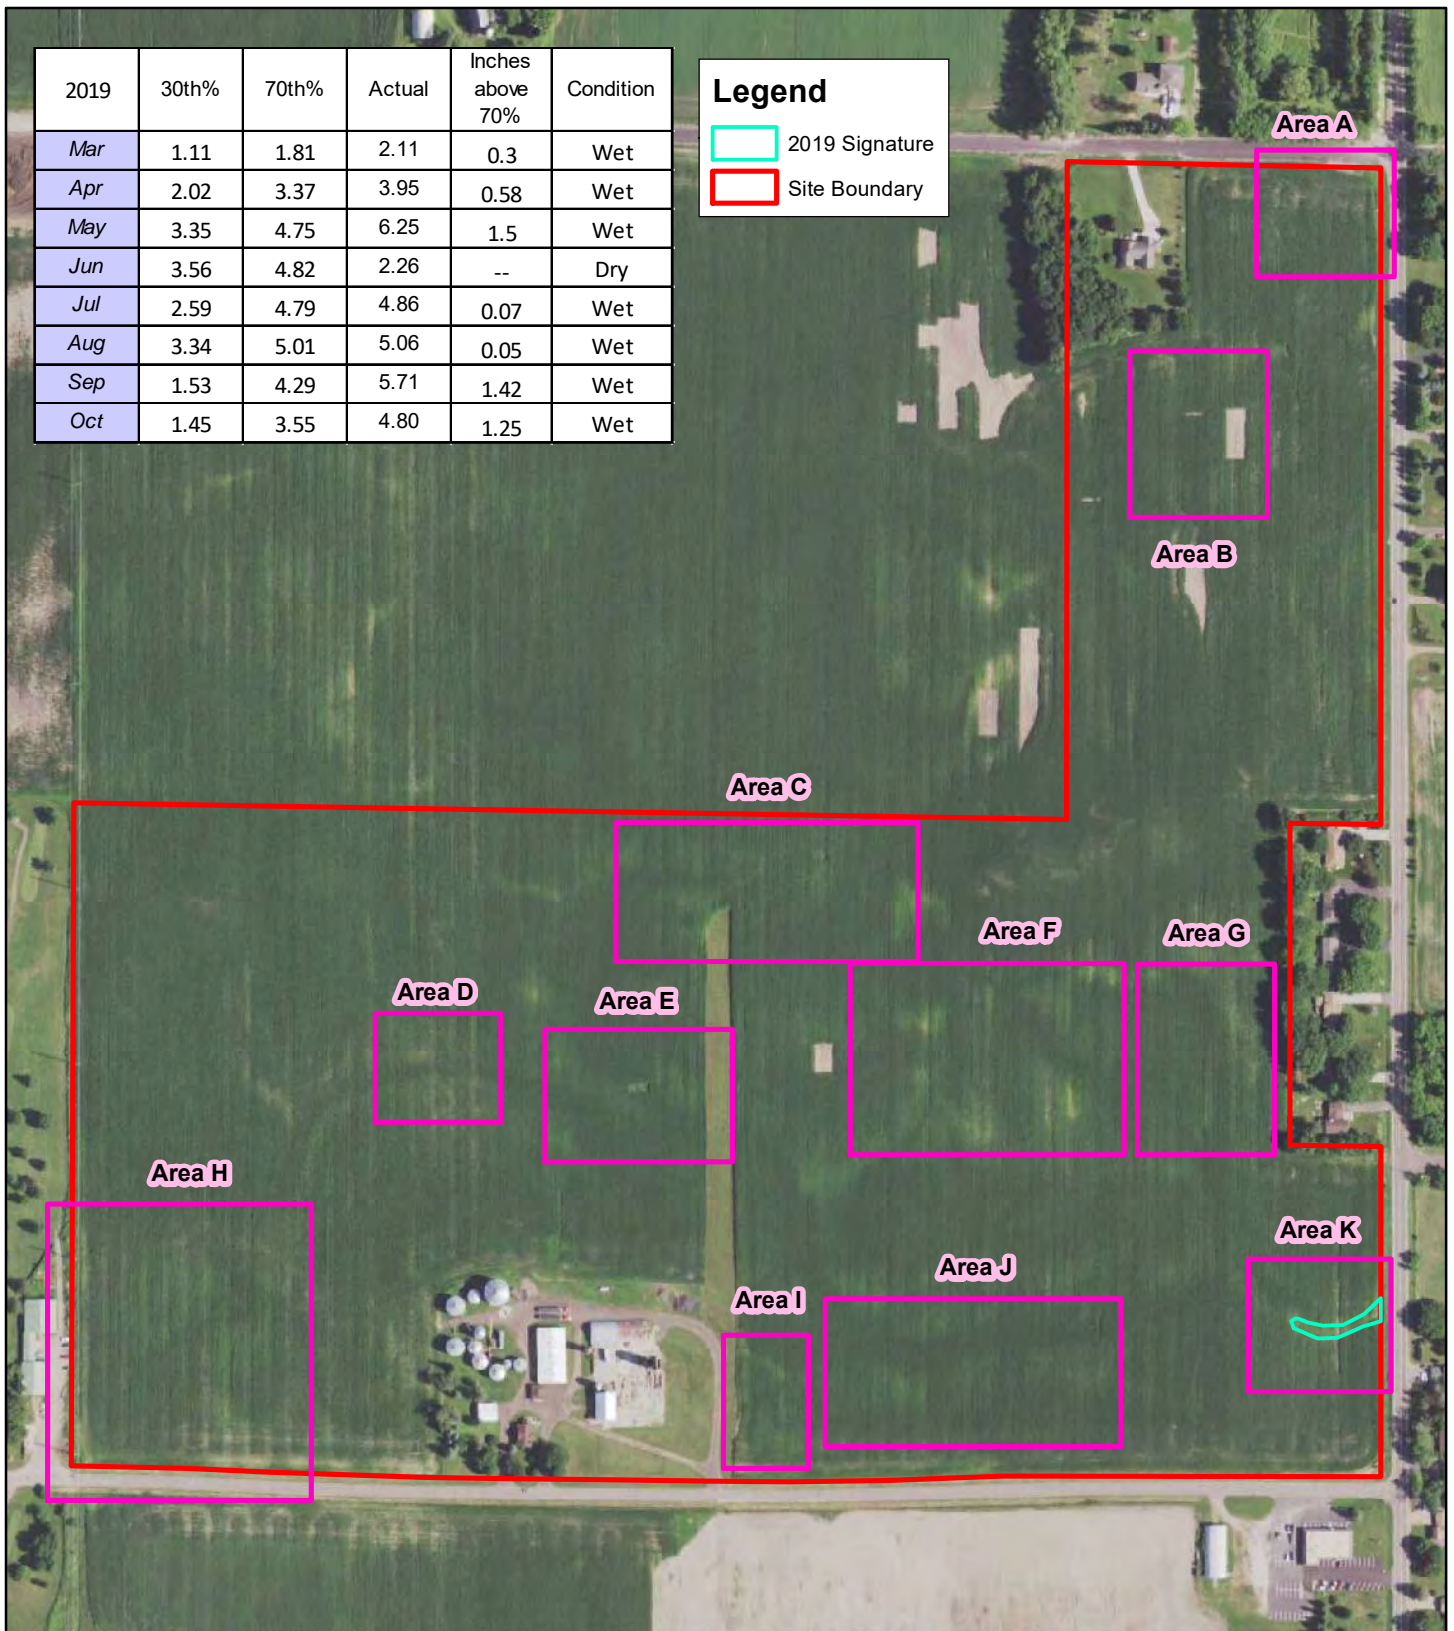 2019 30th% 70th% Actual Inches above 70% Condition
Mar 1.11 1.81 2.11 0.3 Wet
Apr 2.02 3.37 3.95 0.58 Wet
May 3.35 4.75 6.25 1.5 Wet
Jun 3.56 4.82 2.26 -- Dry
Jul 2.59 4.79 4.86 0.07 Wet
Aug 3.34 5.01 5.06 0.05 Wet
Sep 1.53 4.29 5.71 1.42 Wet
Oct 1.45 3.55 4.80 1.25 Wet
Legend
2019 Signature
Site Boundary
Area A
Area B
Area C
Area F
Area G
Area D
Area E
Area H
Area K
Area J
Area I